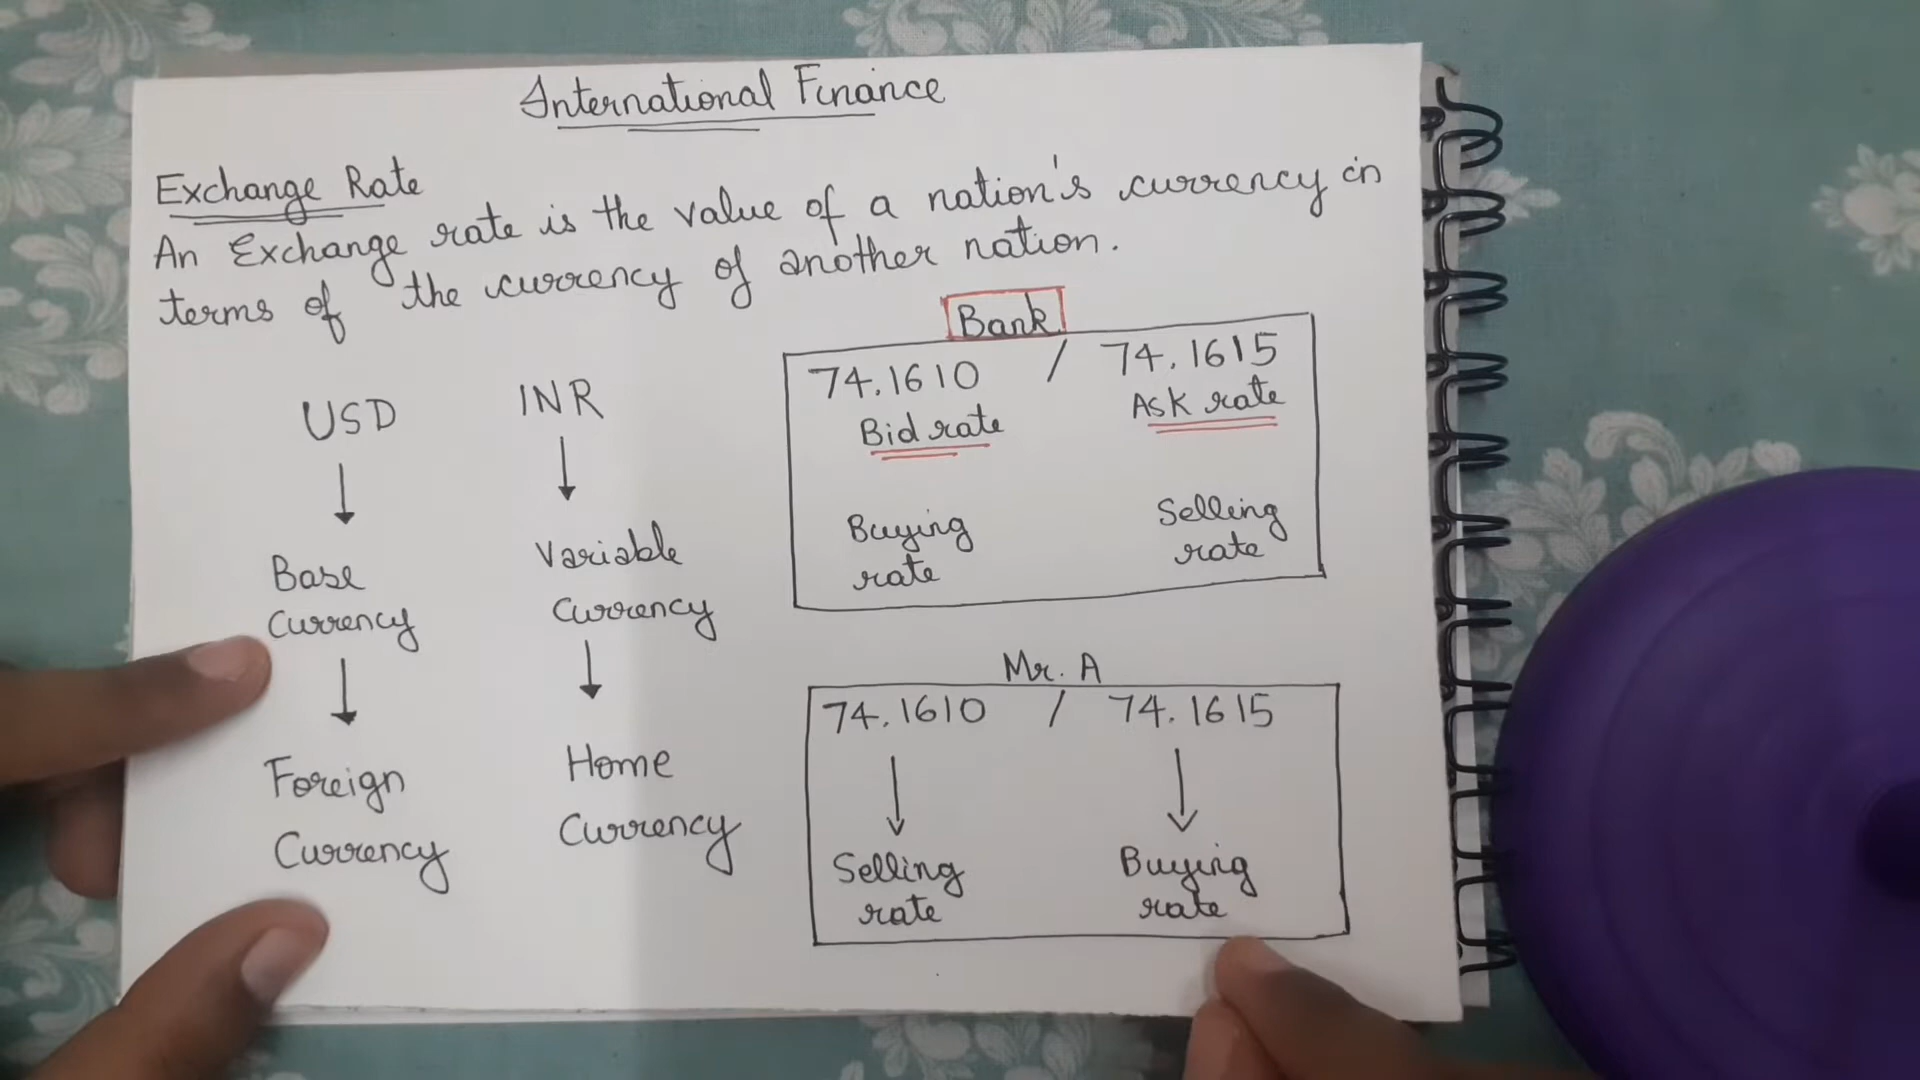 International Finance
Exchange Rate
An Exchange rate is the value of a nation's currency in
terms of the currency of another nation.
USD
INR
Base
Currency
Variable
Currency
Foreign
Currency
Home
Currency
Bank
74.1610 / 74.1615
Bid rate
Ask rate
Buying
rate
Selling
rate
Mr. A
74.1610 / 74.1615
Selling
rate
Buying
rate